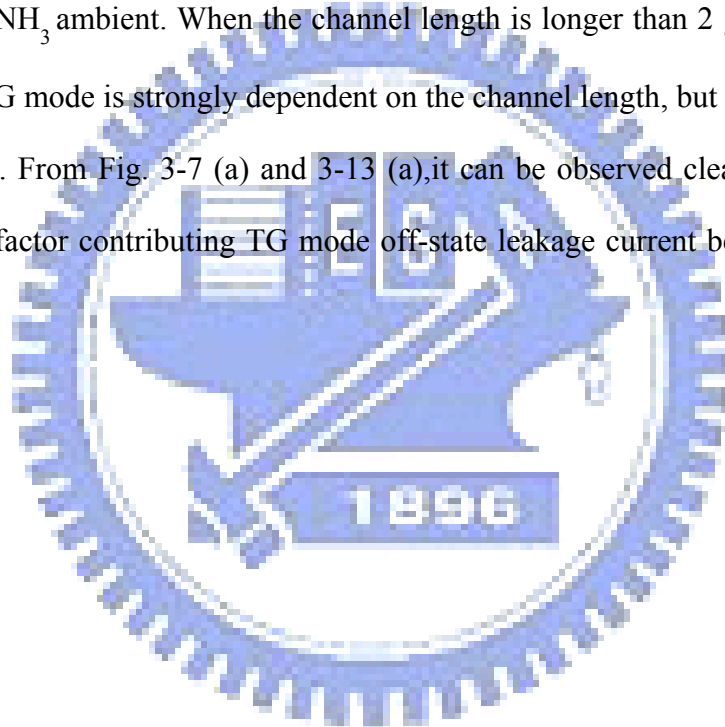 NH3 ambient. When the channel length is longer than 2
G mode is strongly dependent on the channel length, but
. From Fig. 3-7 (a) and 3-13 (a),it can be observed clea
factor contributing TG mode off-state leakage current be
E S
1896